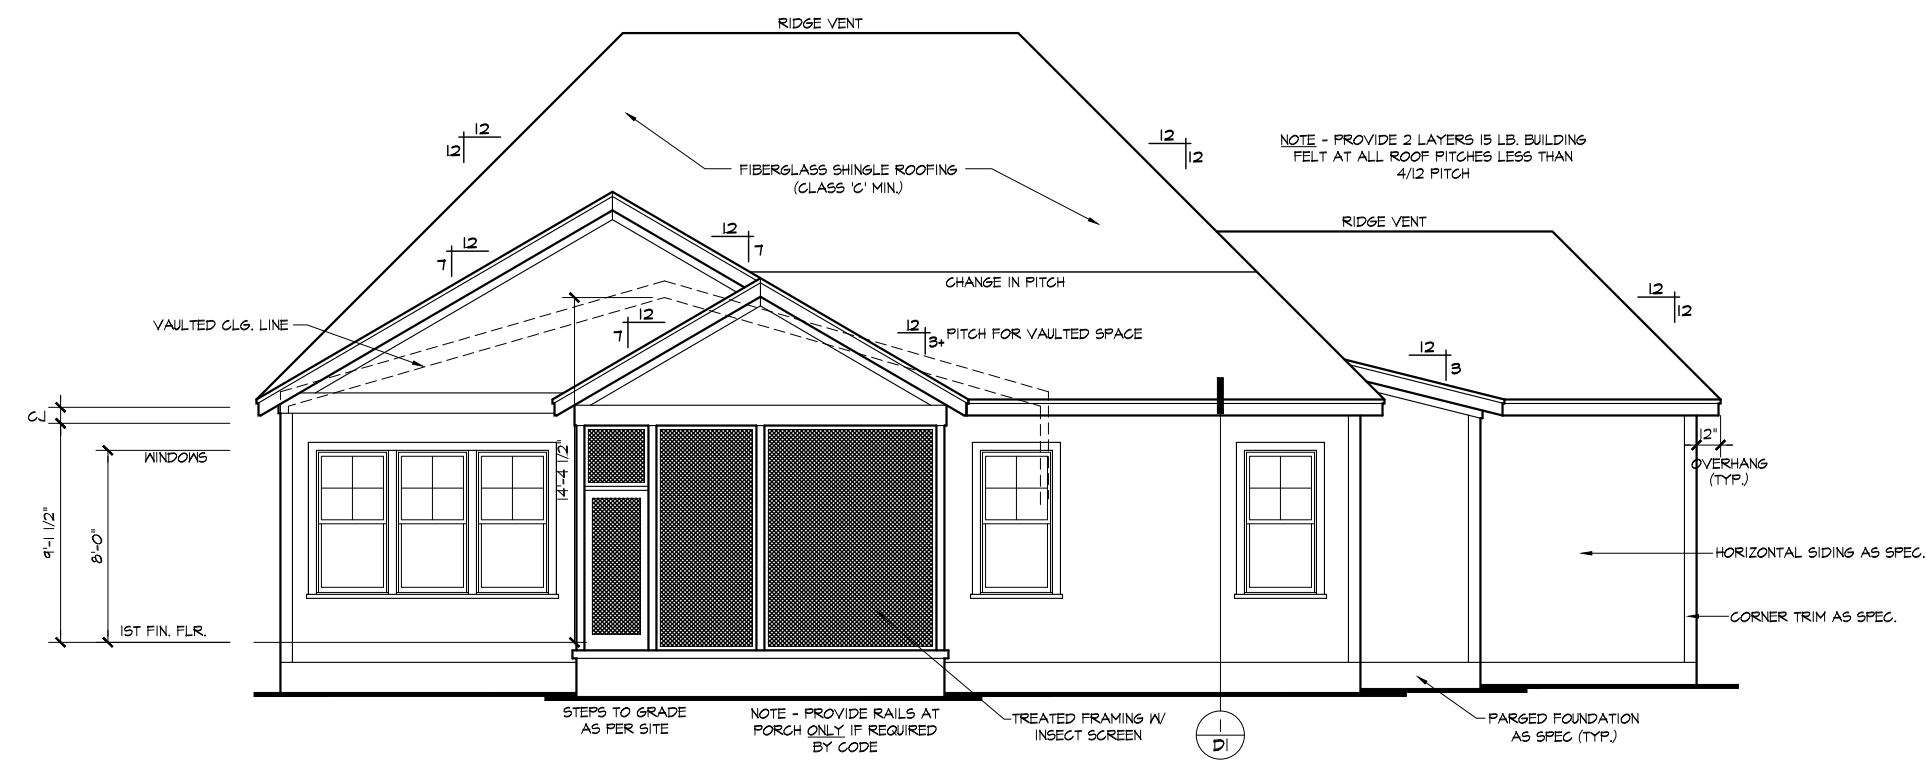 RIDGE VENT
12
12
12
12
NOTE - PROVIDE 2 LAYERS 15 LB. BUILDING
FELT AT ALL ROOF PITCHES LESS THAN
4/12 PITCH
FIBERGLASS SHINGLE ROOFING
(CLASS 'C' MIN.)
RIDGE VENT
12
7
12
7
CHANGE IN PITCH
12
12
VAULTED CLG. LINE
12
7
12
3+
PITCH FOR VAULTED SPACE
12
3
CJ
WINDOWS
9'-1 1/2"
8'-0"
14'-4 1/2"
12"
OVERHANG
(TYP.)
HORIZONTAL SIDING AS SPEC.
CORNER TRIM AS SPEC.
1ST FIN. FLR.
STEPS TO GRADE
AS PER SITE
NOTE - PROVIDE RAILS AT
PORCH ONLY IF REQUIRED
BY CODE
TREATED FRAMING W/
INSECT SCREEN
1
D1
PARGED FOUNDATION
AS SPEC (TYP.)